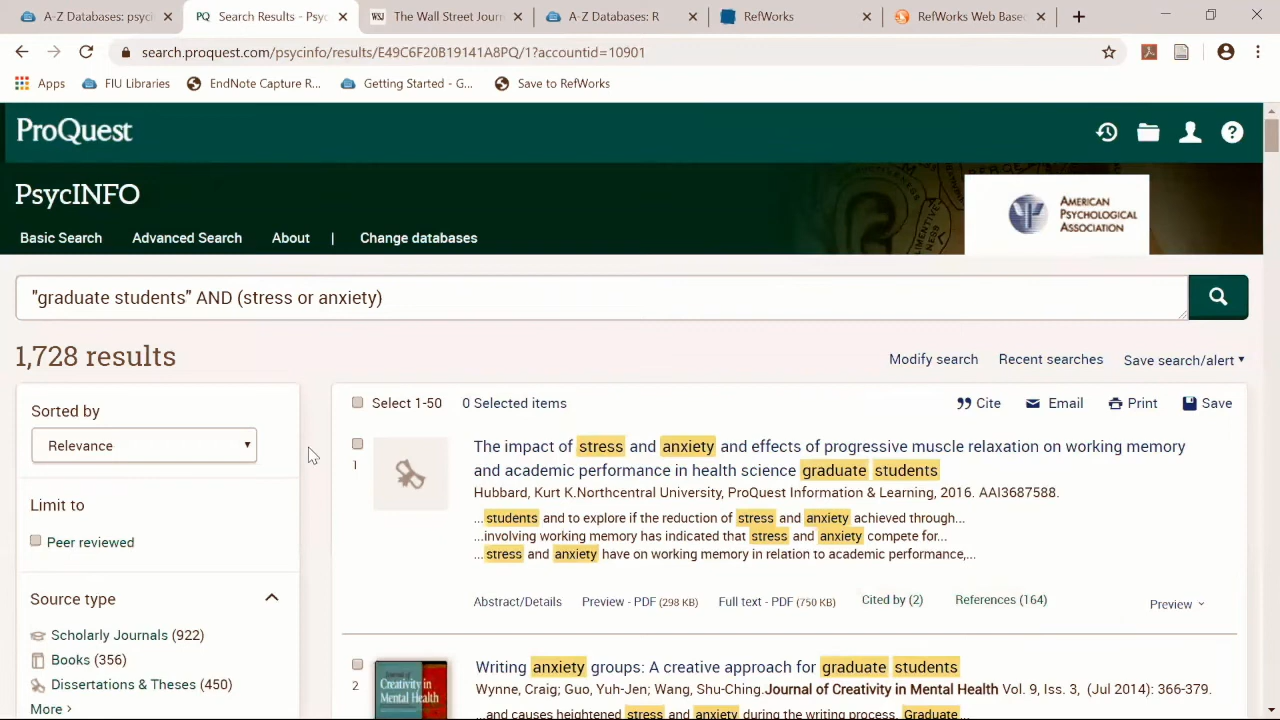 A-Z Databases: psych
PQ Search Results - Psyc
WSJ The Wall Street Journ
A-Z Databases: R
RefWorks
RefWorks Web Base
search.proquest.com/psycinfo/results/E49C6F20B19141A8PQ/1?accountid=10901
Apps FIU Libraries EndNote Capture R... Getting Started - G... Save to RefWorks
ProQuest
PsycINFO
AMERICAN
PSYCHOLOGICAL
ASSOCIATION
Basic Search Advanced Search About | Change databases
"graduate students" AND (stress or anxiety)
1,728 results
Modify search Recent searches Save search/alert
Sorted by
Relevance
Limit to
Peer reviewed
Source type
Scholarly Journals (922)
Books (356)
Dissertations & Theses (450)
More >
Select 1-50 0 Selected items Cite Email Print Save
1
The impact of stress and anxiety and effects of progressive muscle relaxation on working memory
and academic performance in health science graduate students
Hubbard, Kurt K.Northcentral University, ProQuest Information & Learning, 2016. AAI3687588.
...students and to explore if the reduction of stress and anxiety achieved through...
...involving working memory has indicated that stress and anxiety compete for...
...stress and anxiety have on working memory in relation to academic performance,...
Abstract/Details Preview - PDF (298 KB) Full text - PDF (750 KB) Cited by (2) References (164) Preview
2
Creativity in
Mental Health
Writing anxiety groups: A creative approach for graduate students
Wynne, Craig; Guo, Yuh-Jen; Wang, Shu-Ching.Journal of Creativity in Mental Health Vol. 9, Iss. 3, (Jul 2014): 366-379.
...and causes heightened stress and anxiety during the writing process. Graduate...